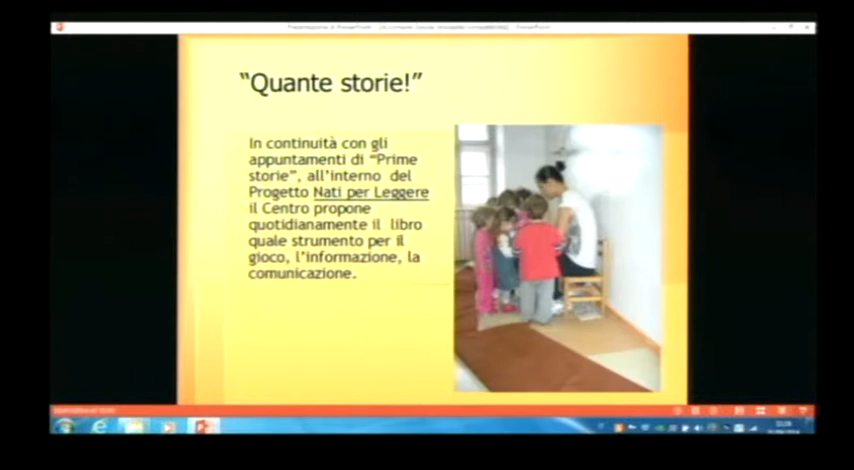 “Quante storie!”
In continuità con gli
appuntamenti di “Prime
storie”, all’interno del
Progetto Nati per Leggere
il Centro propone
quotidianamente il libro
quale strumento per il
gioco, l’informazione, la
comunicazione.